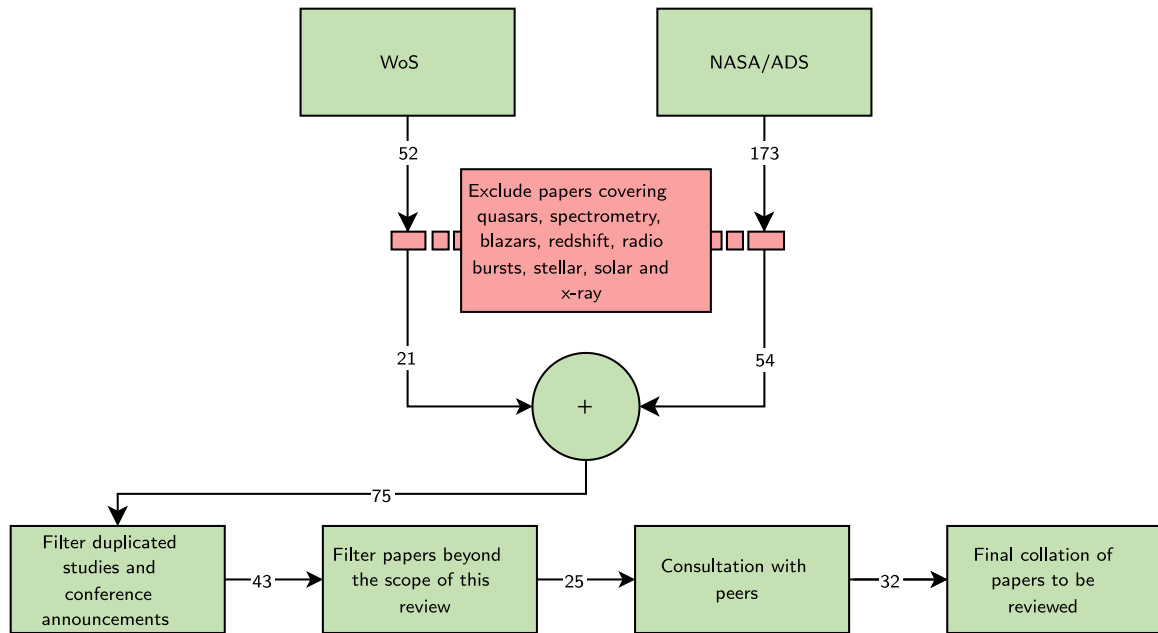 WoS
NASA/ADS
52
173
Exclude papers covering
quasars, spectrometry,
blazars, redshift, radio
bursts, stellar, solar and
x-ray
21
54
+
75
Filter duplicated
studies and
conference
announcements
43
Filter papers beyond
the scope of this
review
25
Consultation with
peers
32
Final collation of
papers to be
reviewed